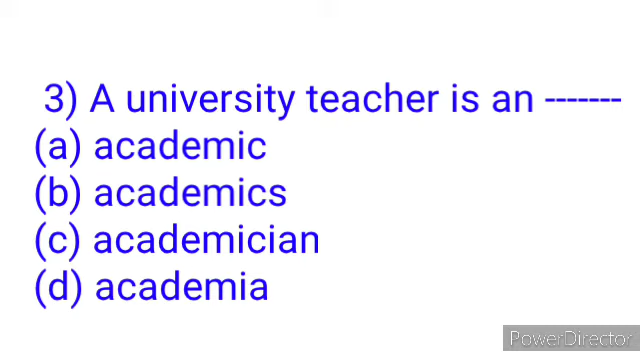 3) A university teacher is an -------
(a) academic
(b) academics
(c) academician
(d) academia
PowerDirector